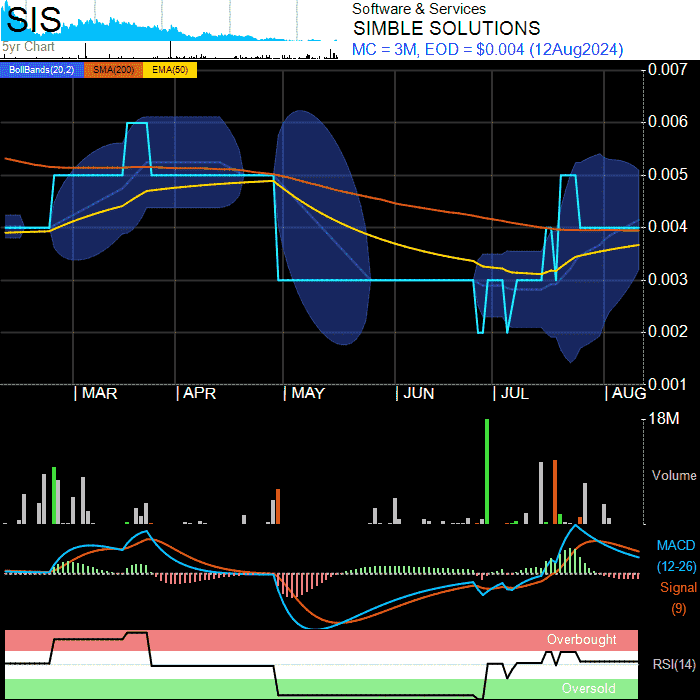 SIS
5yr Chart
Software & Services
SIMBLE SOLUTIONS
MC = 3M, EOD = $0.004 (12Aug2024)
BollBands(20,2) SMA(200) EMA(50)
0.007
0.006
0.005
0.004
0.003
0.002
0.001
MAR APR MAY JUN JUL AUG
18M
Volume
MACD
(12-26)
Signal
(9)
Overbought
RSI(14)
Oversold